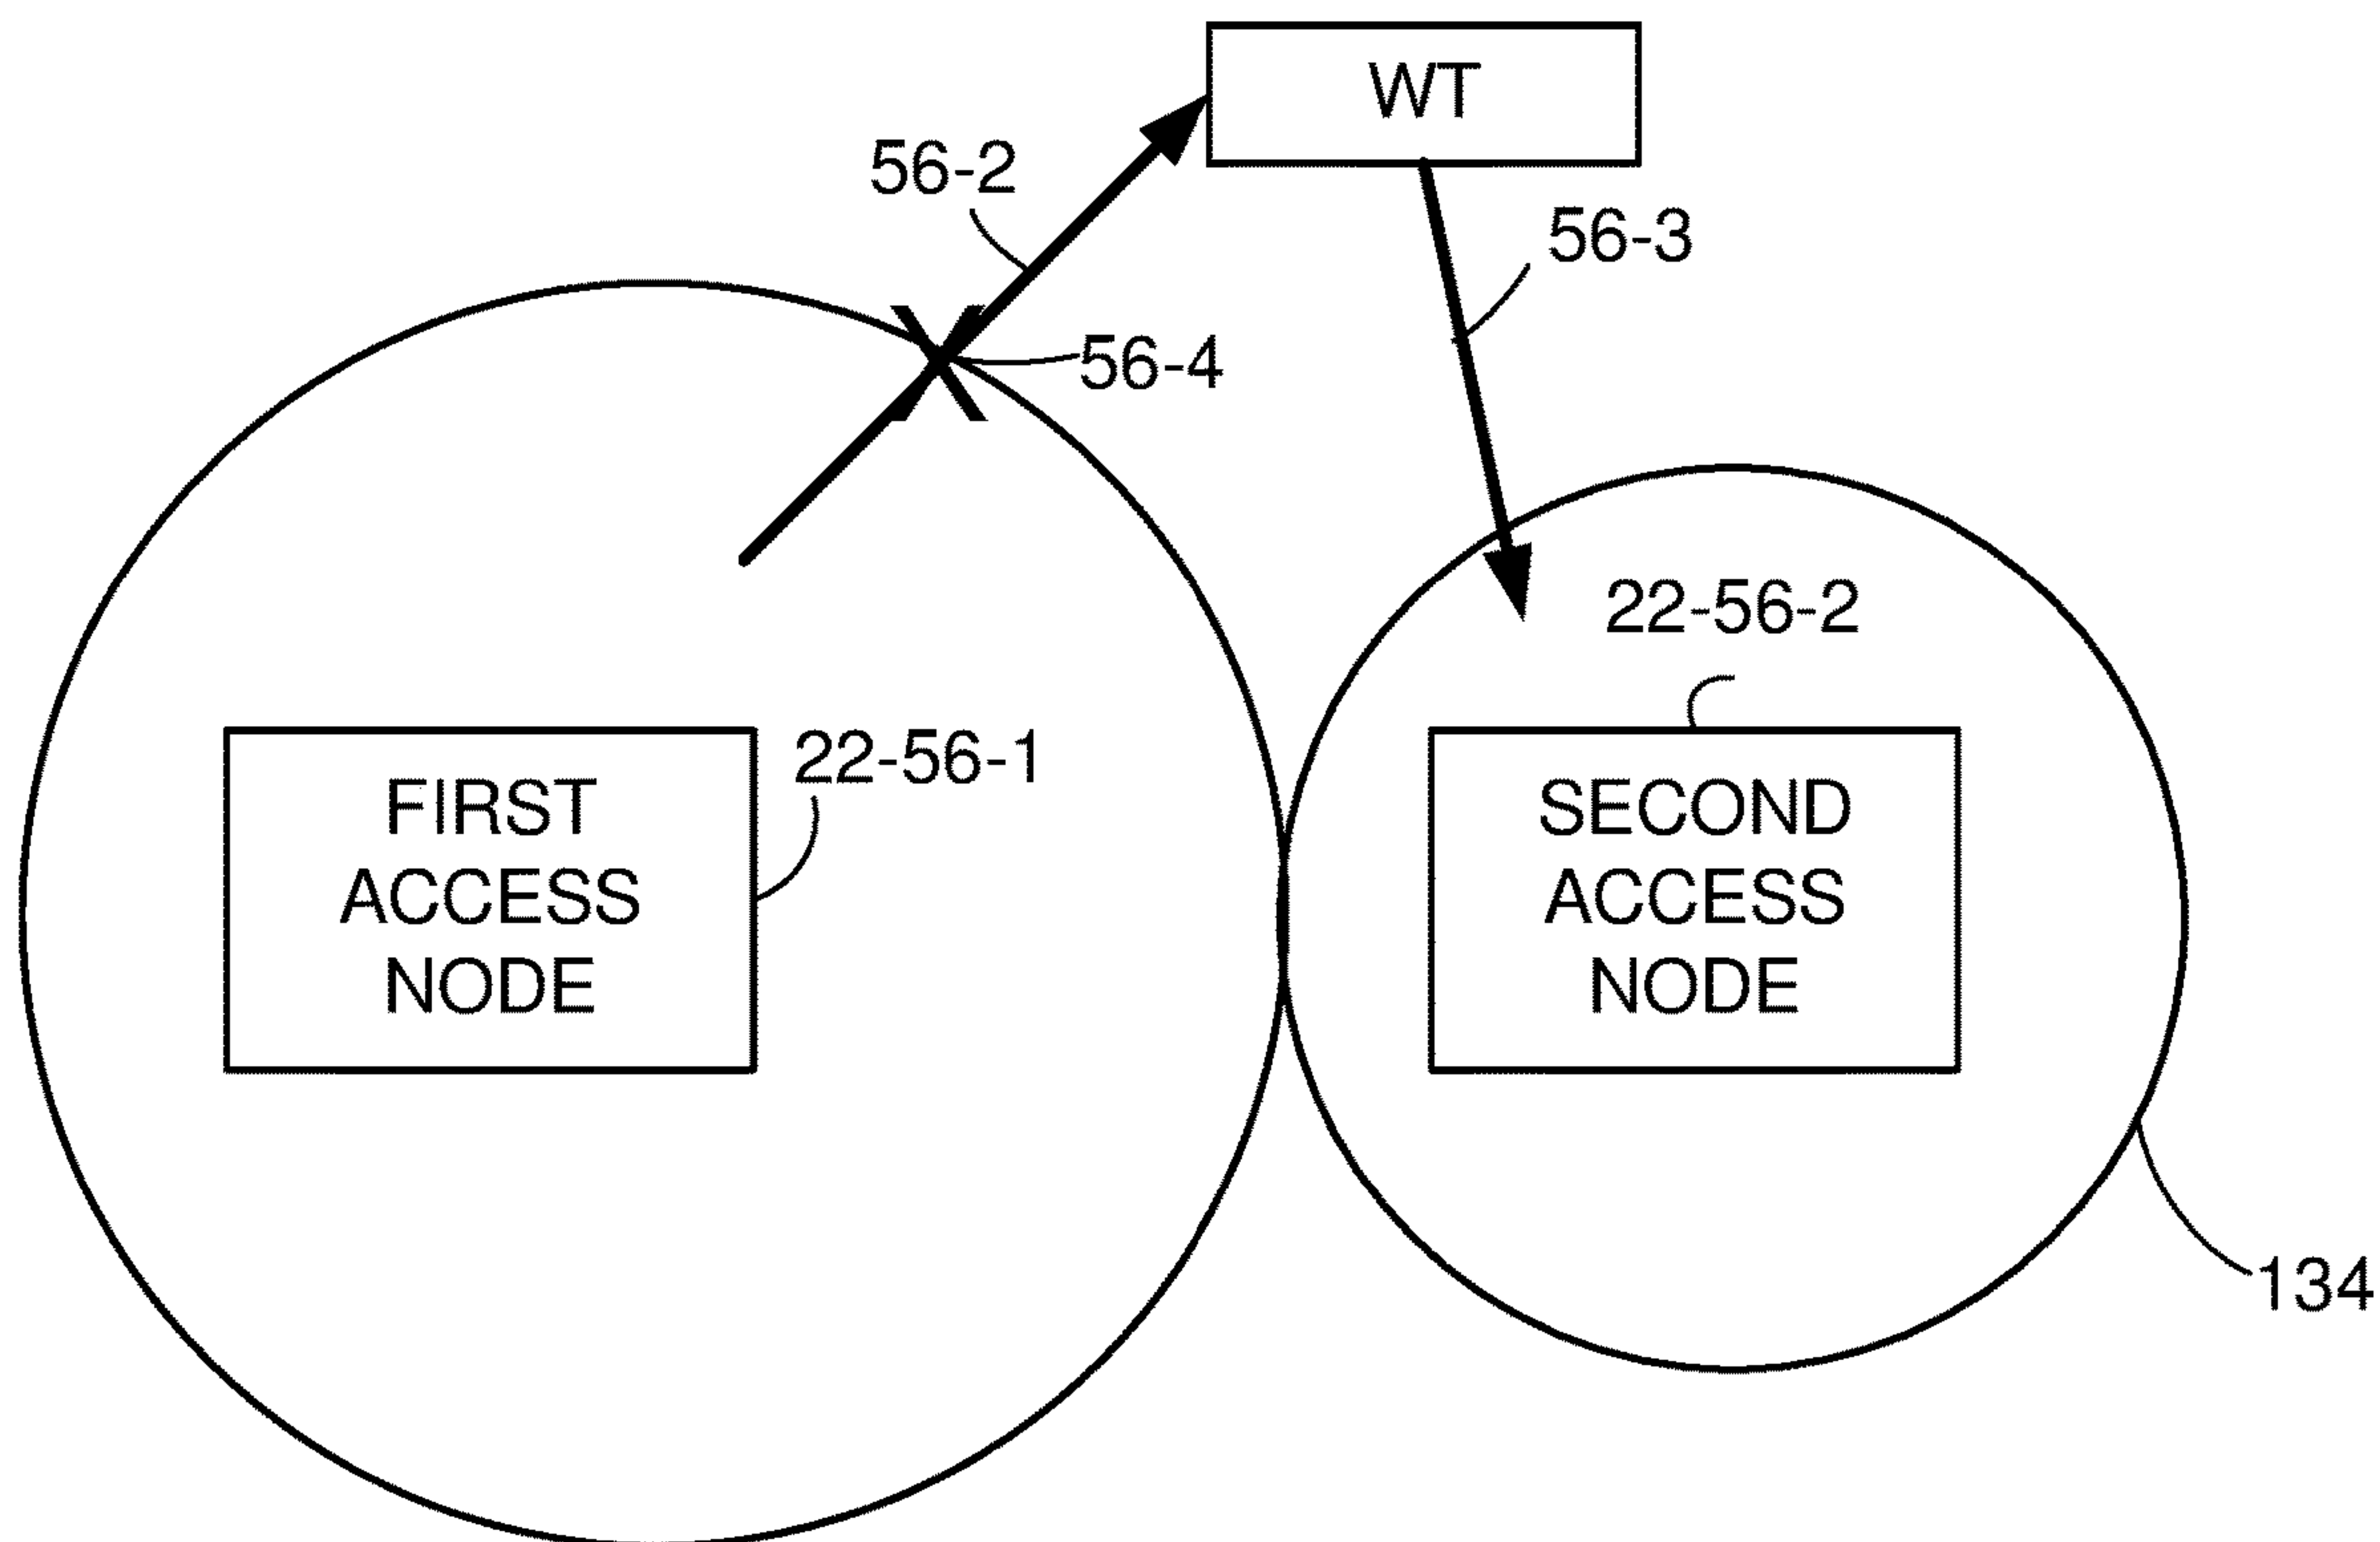 WT
56-2
56-3
56-4
22-56-2
22-56-1
FIRST
ACCESS
NODE
SECOND
ACCESS
NODE
134